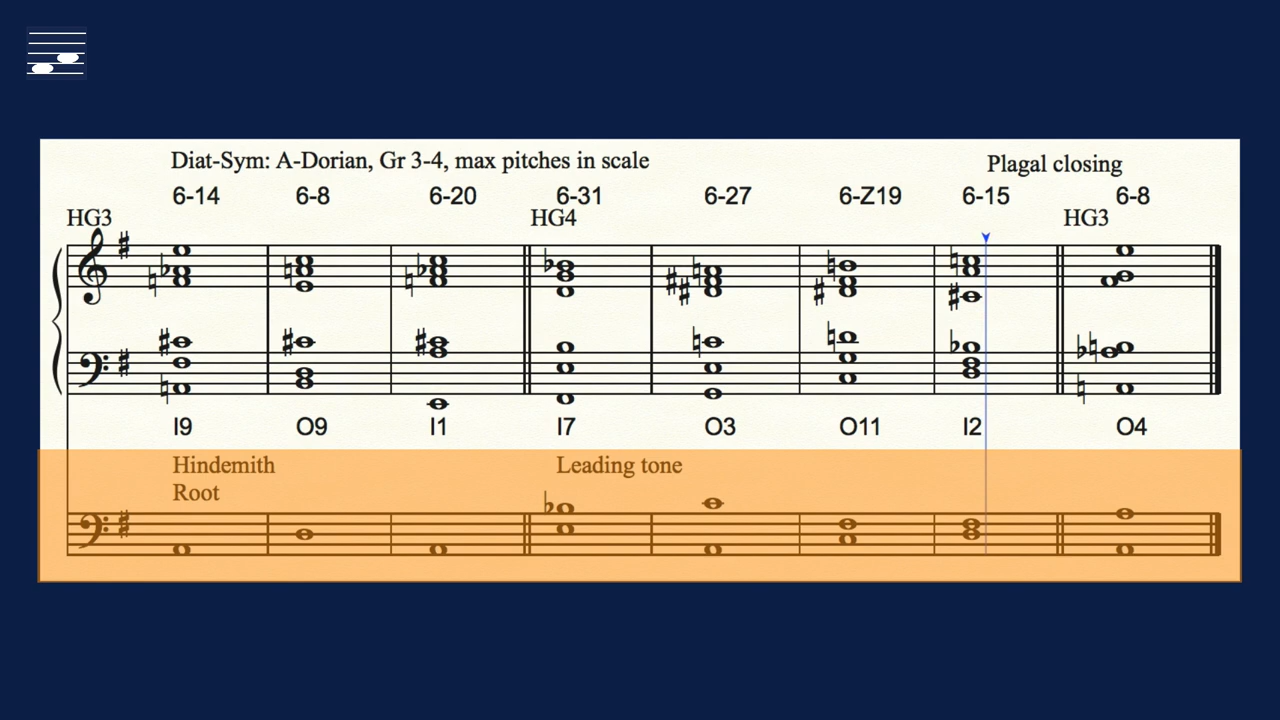 Diat-Sym: A-Dorian, Gr 3-4, max pitches in scale
Plagal closing
6-14 6-8 6-20 6-31 6-27 6-Z19 6-15 6-8
HG3 HG4 HG3
I9 O9 I1 I7 O3 O11 I2 O4
Hindemith Leading tone
Root